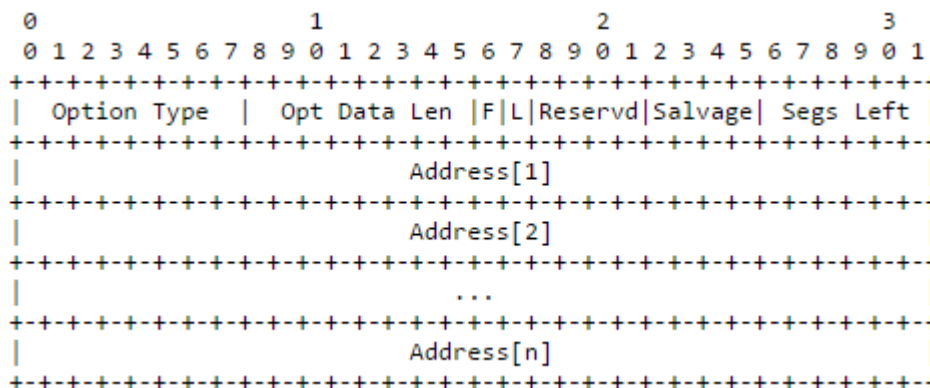 0                   1                   2                   3
 0 1 2 3 4 5 6 7 8 9 0 1 2 3 4 5 6 7 8 9 0 1 2 3 4 5 6 7 8 9 0 1
+-+-+-+-+-+-+-+-+-+-+-+-+-+-+-+-+-+-+-+-+-+-+-+-+-+-+-+-+-+-+-+-
|  Option Type  |  Opt Data Len |F|L|Reservd|Salvage| Segs Left
+-+-+-+-+-+-+-+-+-+-+-+-+-+-+-+-+-+-+-+-+-+-+-+-+-+-+-+-+-+-+-+-
|                           Address[1]
+-+-+-+-+-+-+-+-+-+-+-+-+-+-+-+-+-+-+-+-+-+-+-+-+-+-+-+-+-+-+-+-
|                           Address[2]
+-+-+-+-+-+-+-+-+-+-+-+-+-+-+-+-+-+-+-+-+-+-+-+-+-+-+-+-+-+-+-+-
|                              ...
+-+-+-+-+-+-+-+-+-+-+-+-+-+-+-+-+-+-+-+-+-+-+-+-+-+-+-+-+-+-+-+-
|                           Address[n]
+-+-+-+-+-+-+-+-+-+-+-+-+-+-+-+-+-+-+-+-+-+-+-+-+-+-+-+-+-+-+-+-